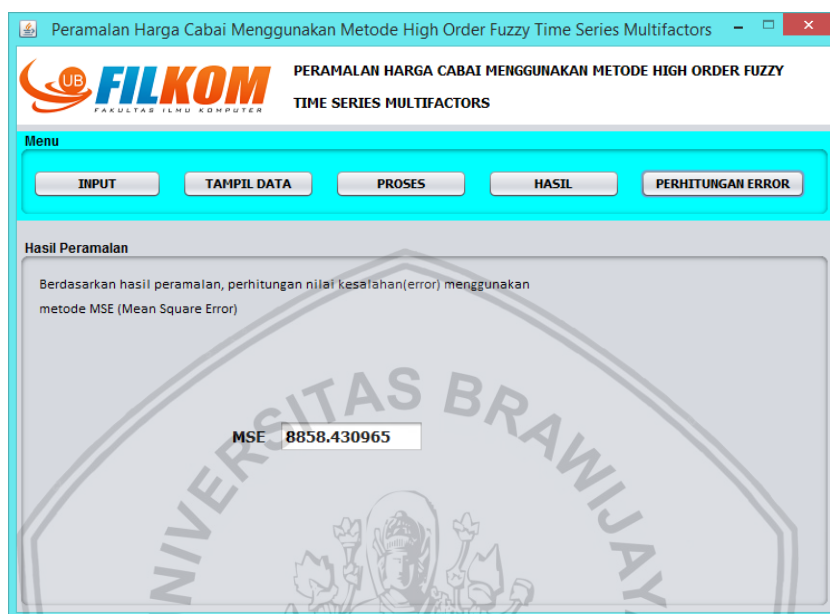 Peramalan Harga Cabai Menggunakan Metode High Order Fuzzy Time Series Multifactors
UB FILKOM
FAKULTAS ILMU KOMPUTER
PERAMALAN HARGA CABAI MENGGUNAKAN METODE HIGH ORDER FUZZY
TIME SERIES MULTIFACTORS
Menu
INPUT TAMPIL DATA PROSES HASIL PERHITUNGAN ERROR
Hasil Peramalan
Berdasarkan hasil peramalan, perhitungan nilai kesalahan(error) menggunakan
metode MSE (Mean Square Error)
MSE 8858.430965
NIVERSITAS BRAWIJAYA